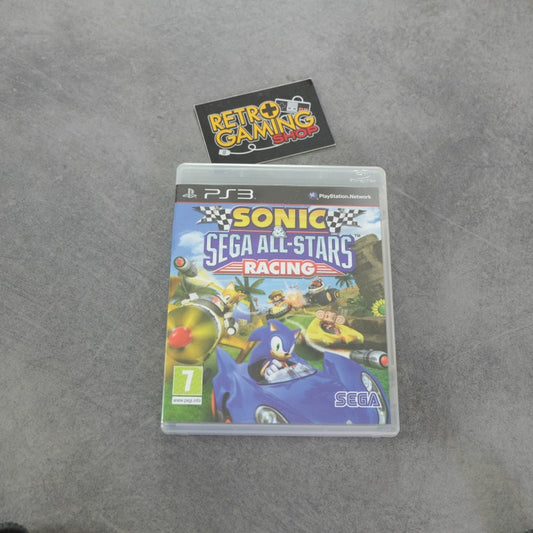 RETRO
GAMING
SHOP
PS3
PlayStation Network
SONIC
&
SEGA ALL-STARS
RACING
7
www.pegi.info
SEGA